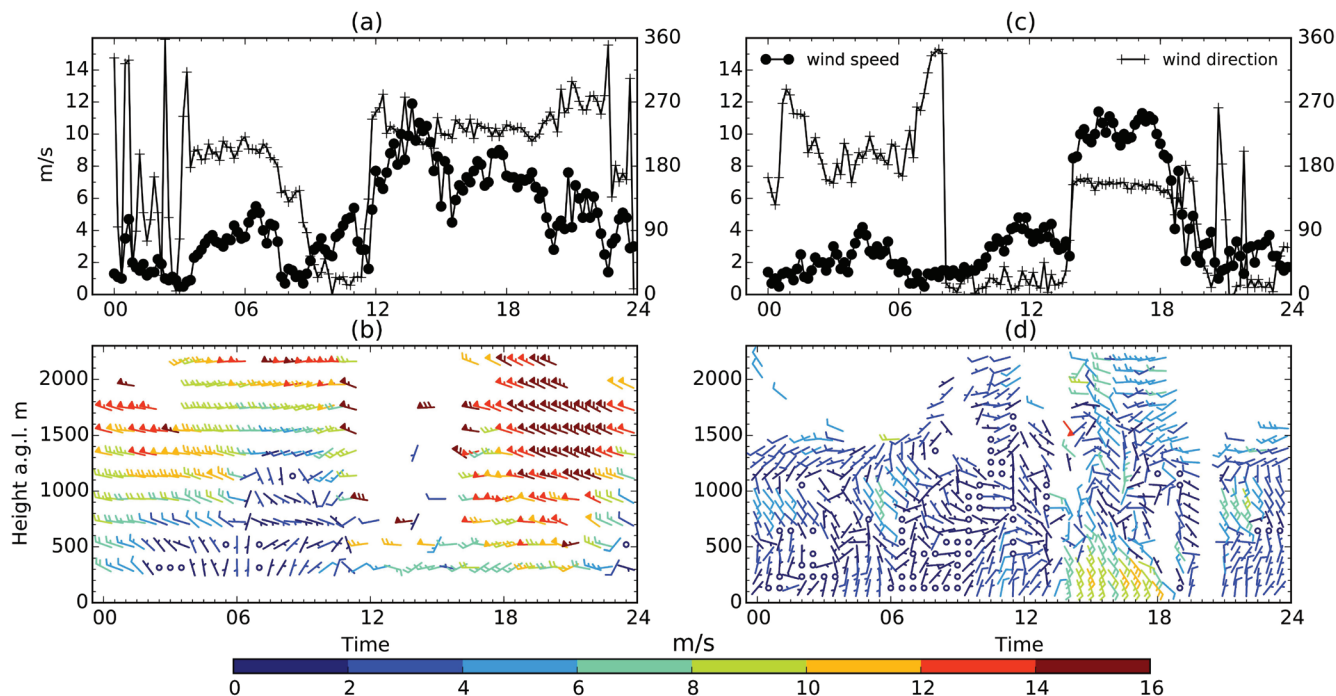 (a) (c)
14 12 10 8 6 4 2 0
m/s
360 270 180 90 0
00 06 12 18 24
14 12 10 8 6 4 2 0
wind speed wind direction
360 270 180 90 0
00 06 12 18 24
(b) (d)
2000 1500 1000 500 0
Height a.g.l. m
00 06 12 18 24
2000 1500 1000 500 0
00 06 12 18 24
Time m/s Time
0 2 4 6 8 10 12 14 16